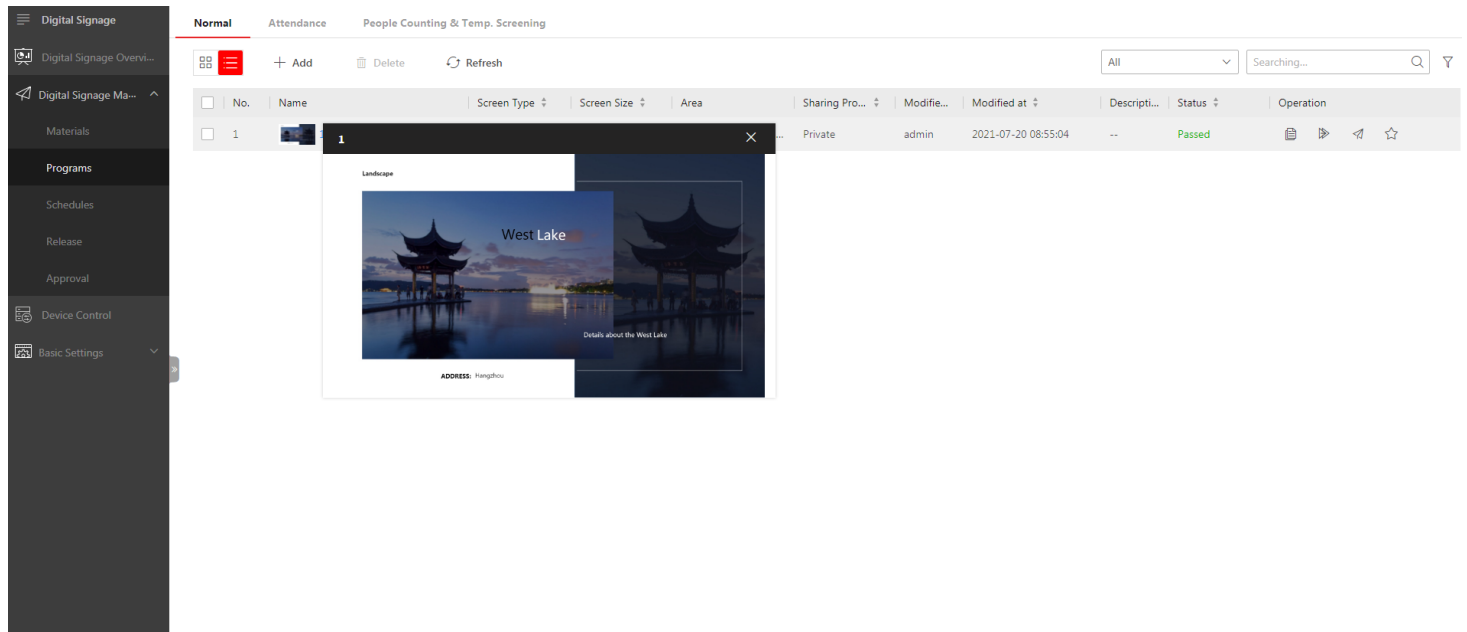 Digital Signage
Digital Signage Overvi...
Digital Signage Ma...
Materials
Programs
Schedules
Release
Approval
Device Control
Basic Settings
Normal Attendance People Counting & Temp. Screening
Add Delete Refresh All Searching...
No. Name Screen Type Screen Size Area Sharing Pro... Modifie... Modified at Descripti... Status Operation
1 1 ... Private admin 2021-07-20 08:55:04 -- Passed
1
Landscape
West Lake
Details about the West Lake
ADDRESS: Hangzhou